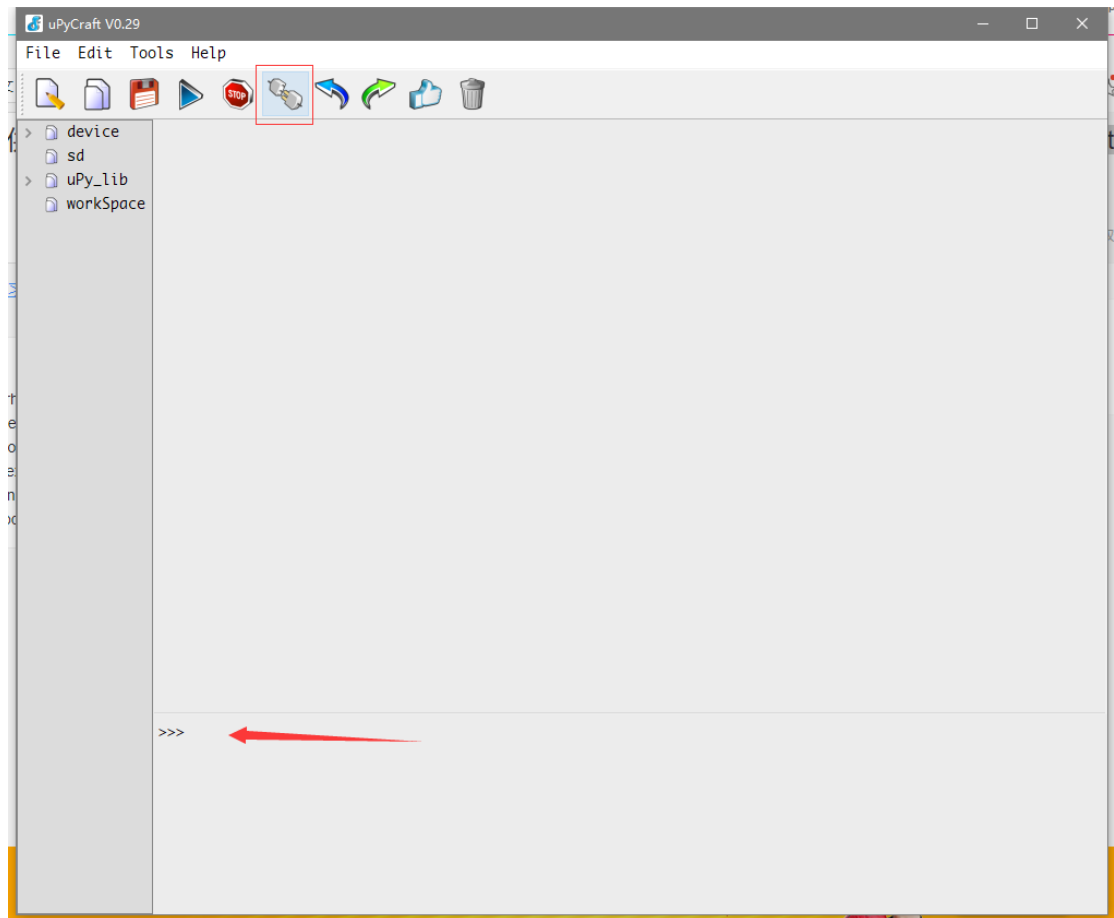 uPyCraft V0.29
File Edit Tools Help
STOP
device
sd
uPy_lib
workSpace
>>>